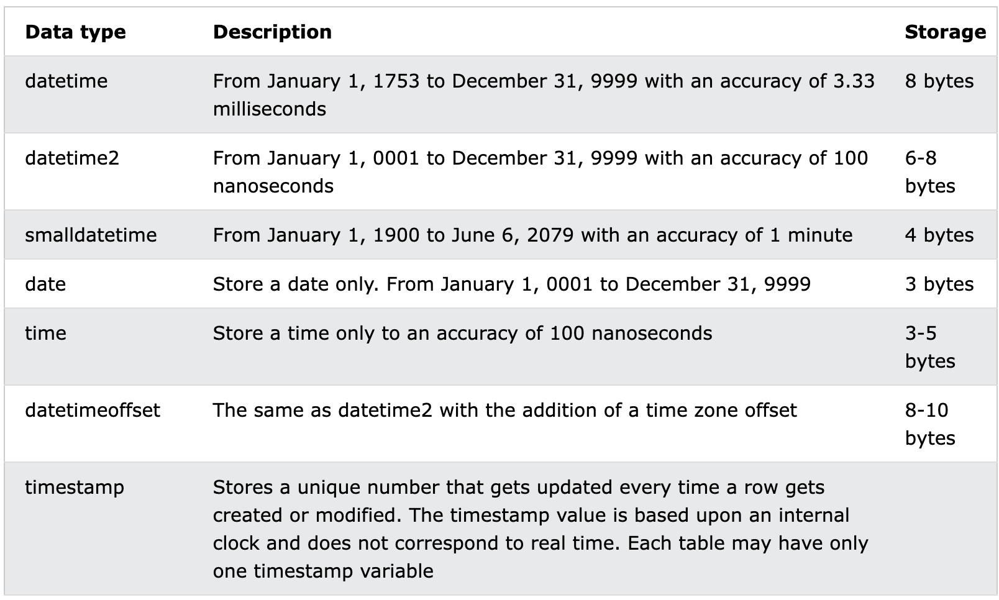 Data type Description Storage
datetime From January 1, 1753 to December 31, 9999 with an accuracy of 3.33 8 bytes
milliseconds
datetime2 From January 1, 0001 to December 31, 9999 with an accuracy of 100 6-8
nanoseconds bytes
smalldatetime From January 1, 1900 to June 6, 2079 with an accuracy of 1 minute 4 bytes
date Store a date only. From January 1, 0001 to December 31, 9999 3 bytes
time Store a time only to an accuracy of 100 nanoseconds 3-5
bytes
datetimeoffset The same as datetime2 with the addition of a time zone offset 8-10
bytes
timestamp Stores a unique number that gets updated every time a row gets
created or modified. The timestamp value is based upon an internal
clock and does not correspond to real time. Each table may have only
one timestamp variable